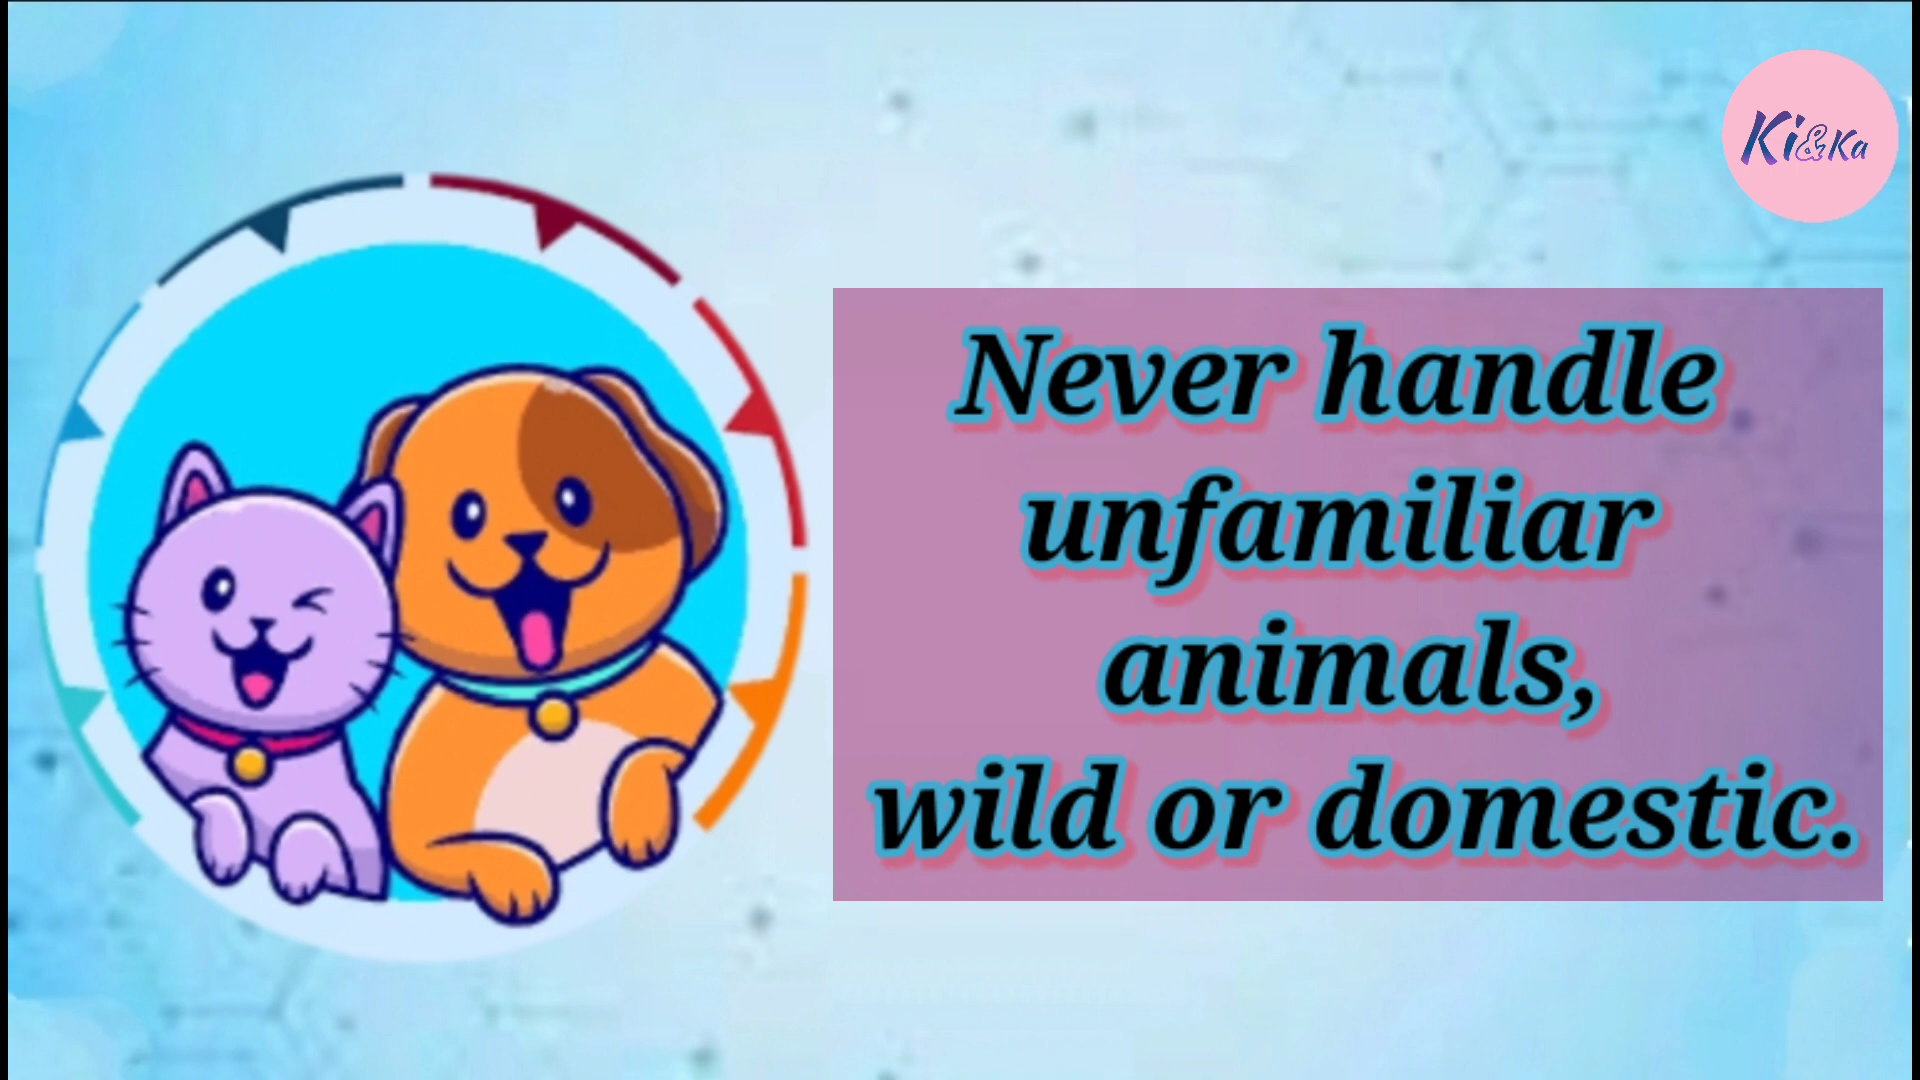 Ki&Ka
Never handle
unfamiliar
animals,
wild or domestic.